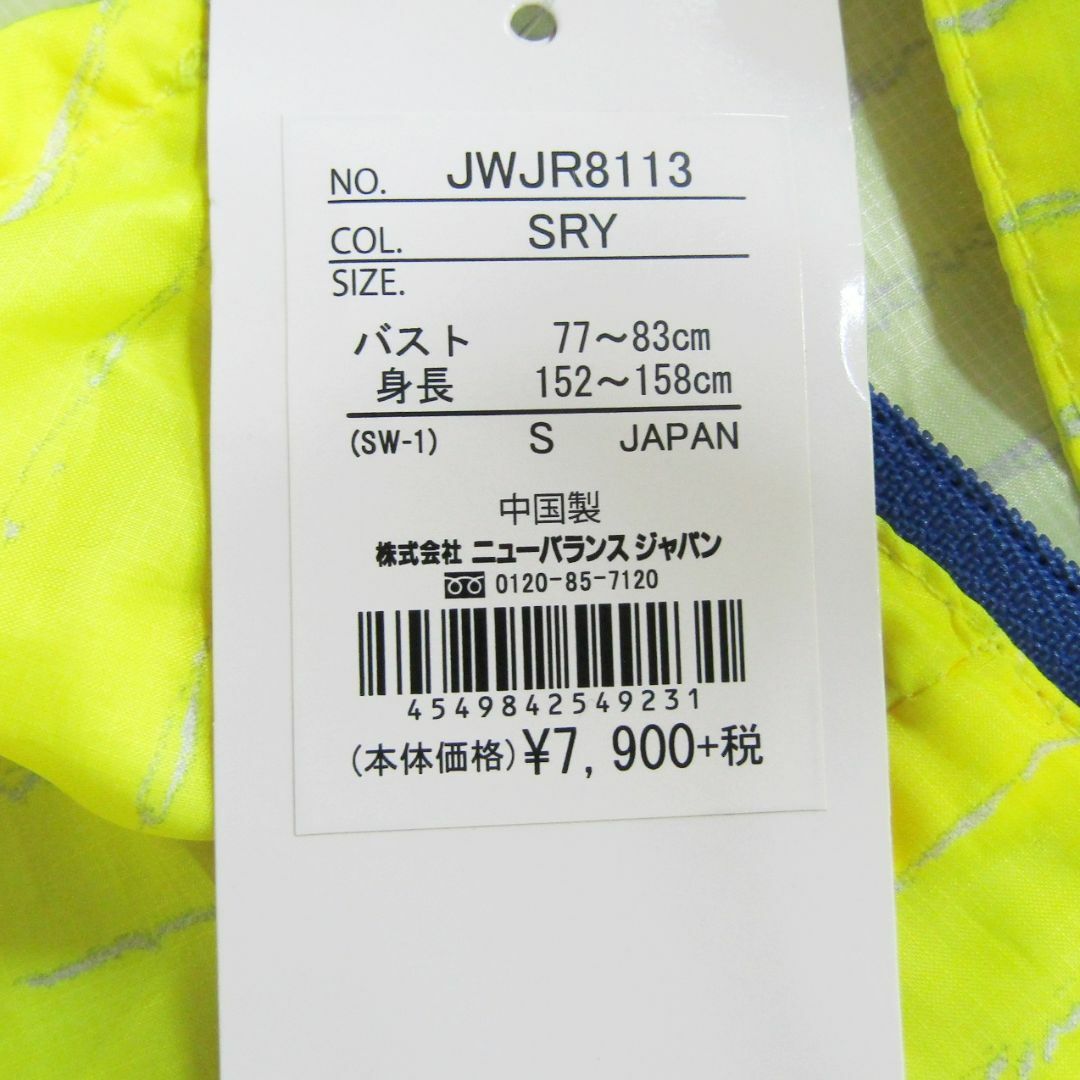 NO. JWJR8113
COL. SRY
SIZE.
バスト 77～83cm
身長 152～158cm
(SW-1) S JAPAN
中国製
株式会社 ニューバランス ジャパン
0120-85-7120
4549842549231
(本体価格)¥7,900+税